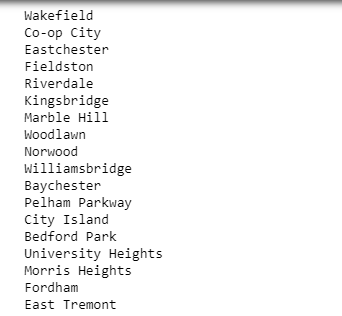 Wakefield
Co-op City
Eastchester
Fieldston
Riverdale
Kingsbridge
Marble Hill
Woodlawn
Norwood
Williamsbridge
Baychester
Pelham Parkway
City Island
Bedford Park
University Heights
Morris Heights
Fordham
East Tremont